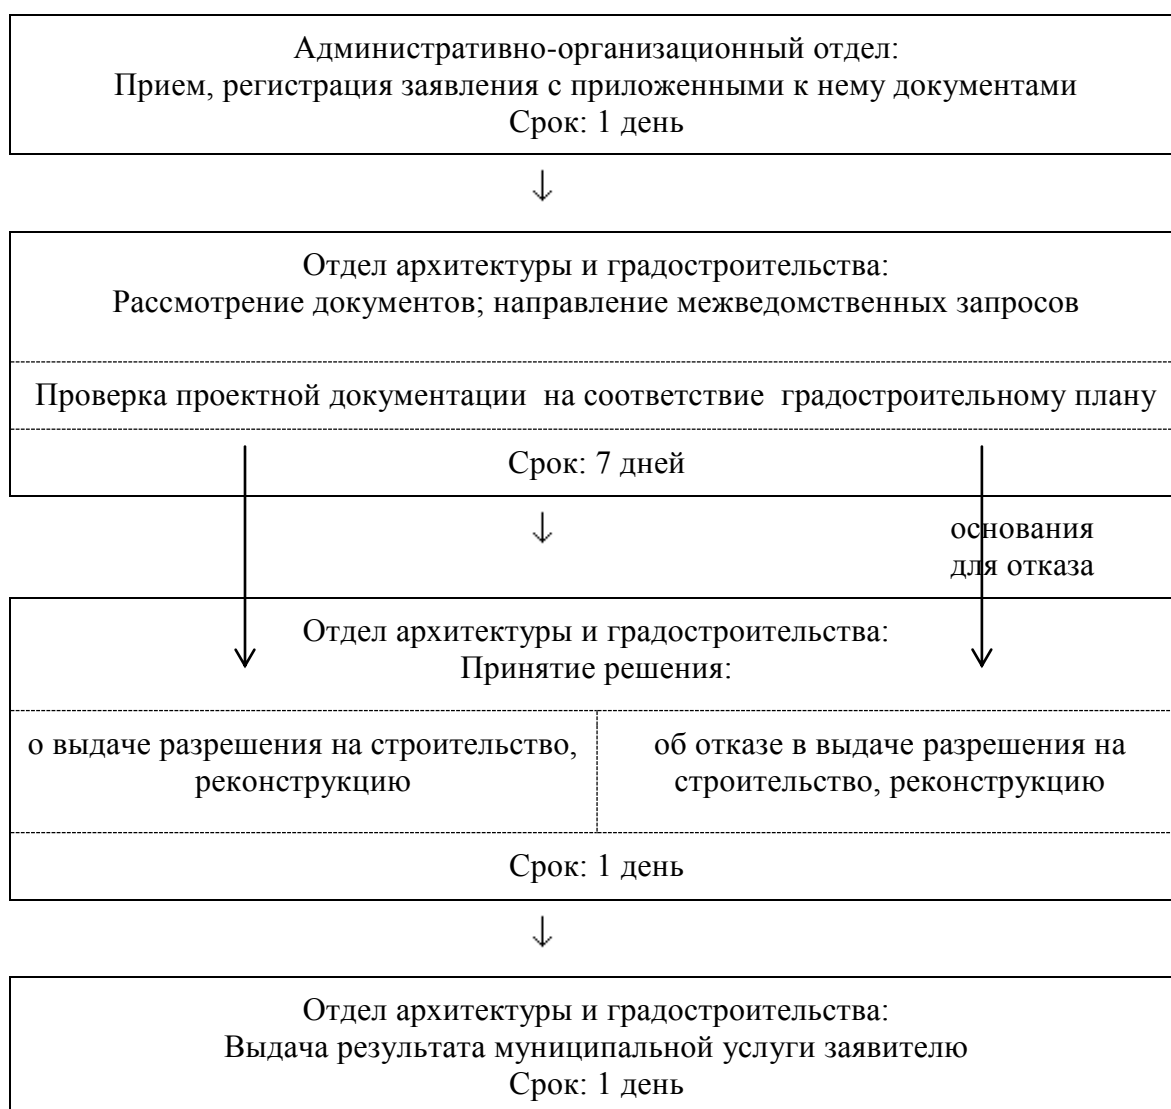 Административно-организационный отдел:
Прием, регистрация заявления с приложенными к нему документами
Срок: 1 день
Отдел архитектуры и градостроительства:
Рассмотрение документов; направление межведомственных запросов
Проверка проектной документации на соответствие градостроительному плану
Срок: 7 дней
основания
для отказа
Отдел архитектуры и градостроительства:
Принятие решения:
о выдаче разрешения на строительство,
реконструкцию
об отказе в выдаче разрешения на
строительство, реконструкцию
Срок: 1 день
Отдел архитектуры и градостроительства:
Выдача результата муниципальной услуги заявителю
Срок: 1 день